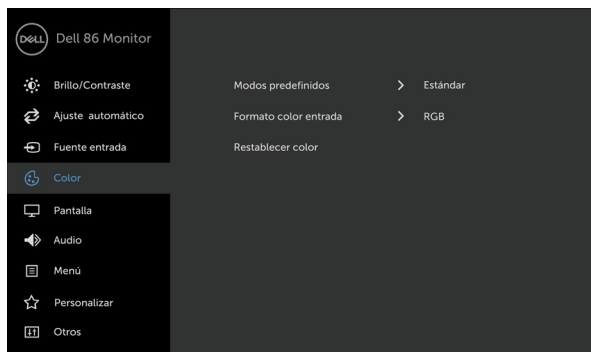 DELL Dell 86 Monitor
Brillo/Contraste
Modos predefinidos > Estándar
Ajuste automático
Formato color entrada > RGB
Fuente entrada
Restablecer color
Color
Pantalla
Audio
Menú
Personalizar
Otros